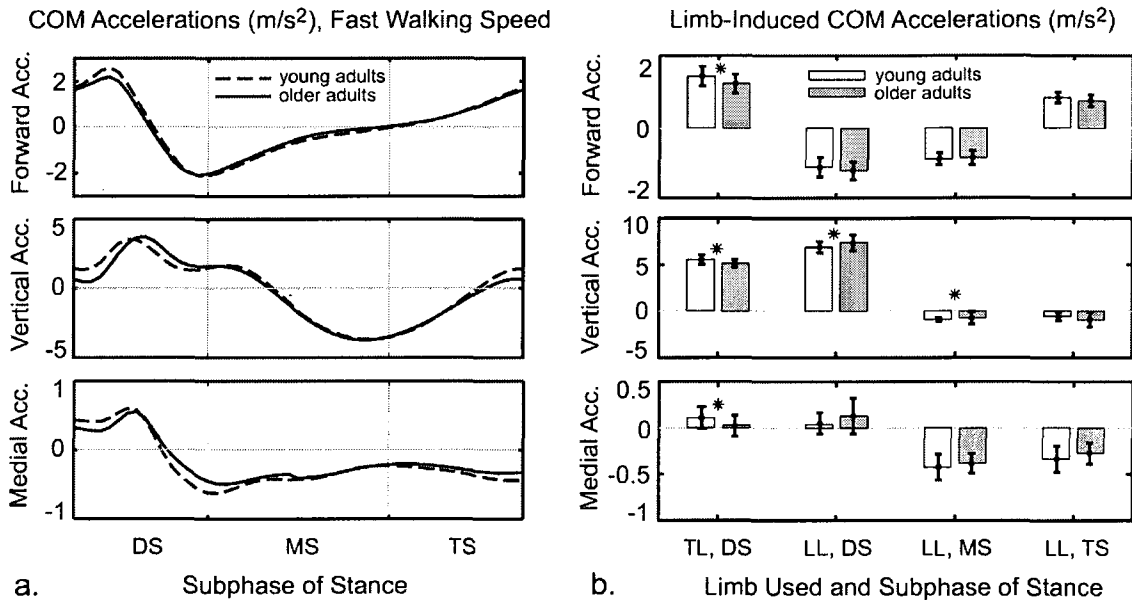 COM Accelerations (m/s²), Fast Walking Speed
Forward Acc.
2
0
-2
young adults
older adults
Vertical Acc.
5
0
-5
Medial Acc.
1
0
-1
DS MS TS
a. Subphase of Stance
Limb-Induced COM Accelerations (m/s²)
Forward Acc.
2
0
-2
*
young adults
older adults
Vertical Acc.
10
5
0
-5
* * *
Medial Acc.
0.5
0
-0.5
-1
*
TL, DS LL, DS LL, MS LL, TS
b. Limb Used and Subphase of Stance